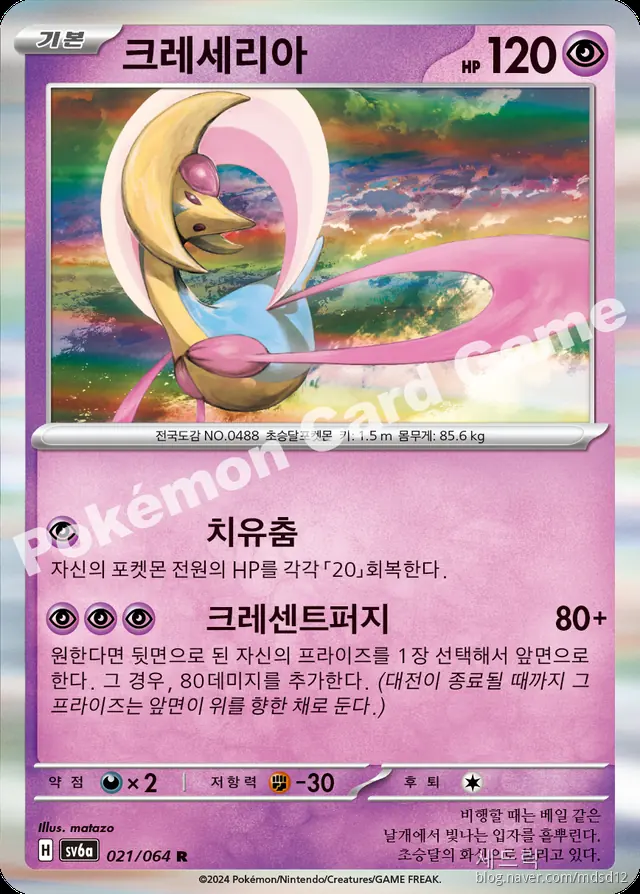 기본
크레세리아
HP 120
전국도감 NO.0488 초승달포켓몬 키: 1.5 m 몸무게: 85.6 kg
Pokémon Card Game
치유춤
자신의 포켓몬 전원의 HP를 각각 「20」회복한다.
크레센트퍼지 80+
원한다면 뒷면으로 된 자신의 프라이즈를 1장 선택해서 앞면으로
한다. 그 경우, 80데미지를 추가한다. (대전이 종료될 때까지 그
프라이즈는 앞면이 위를 향한 채로 둔다.)
약점 ×2 저항력 -30 후퇴
Illus. matazo
H sv6a 021/064 R
비행할 때는 베일 같은
날개에서 빛나는 입자를 흩뿌린다.
초승달의 화신으로 불리고 있다.
세드릭
blog.naver.com/mdsd12
©2024 Pokémon/Nintendo/Creatures/GAME FREAK.